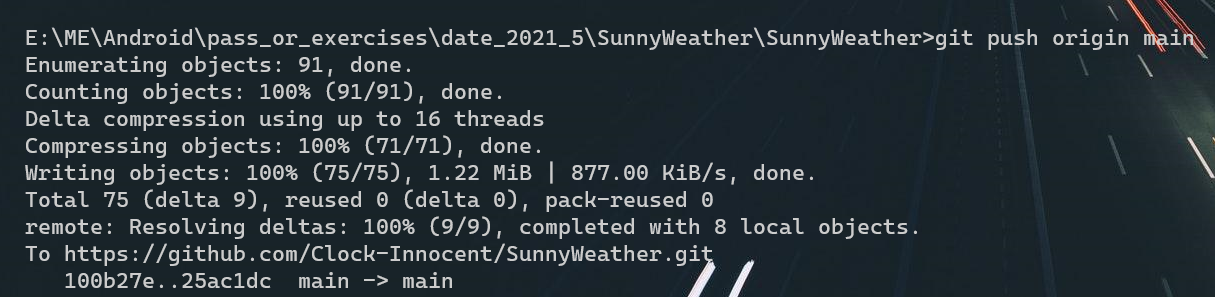 E:\ME\Android\pass_or_exercises\date_2021_5\SunnyWeather\SunnyWeather>git push origin main
Enumerating objects: 91, done.
Counting objects: 100% (91/91), done.
Delta compression using up to 16 threads
Compressing objects: 100% (71/71), done.
Writing objects: 100% (75/75), 1.22 MiB | 877.00 KiB/s, done.
Total 75 (delta 9), reused 0 (delta 0), pack-reused 0
remote: Resolving deltas: 100% (9/9), completed with 8 local objects.
To https://github.com/Clock-Innocent/SunnyWeather.git
   100b27e..25ac1dc  main -> main